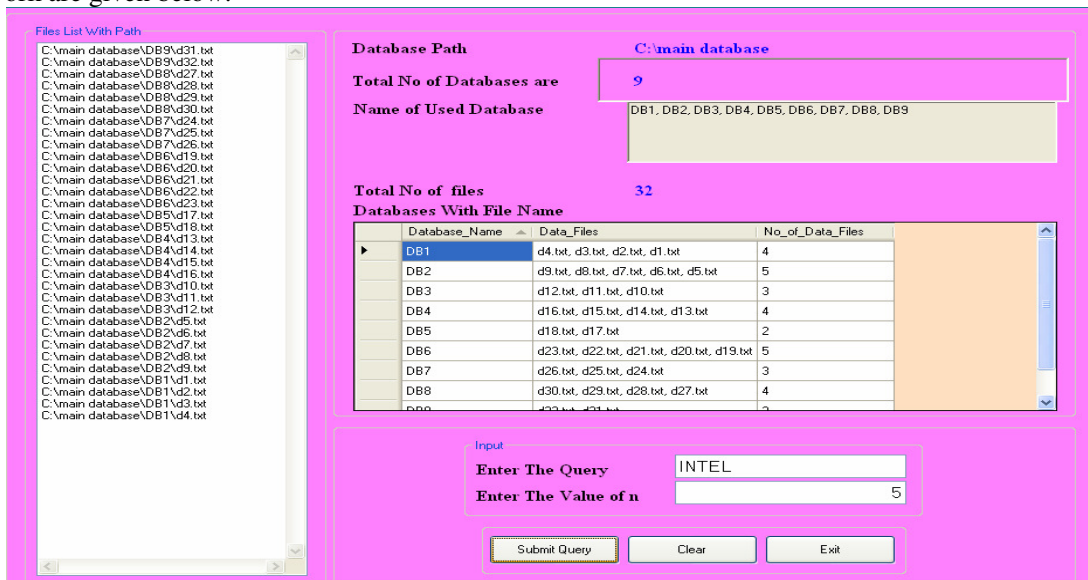 Files List With Path
C:\main database\DB9\d31.txt
C:\main database\DB9\d32.txt
C:\main database\DB8\d27.txt
C:\main database\DB8\d28.txt
C:\main database\DB8\d29.txt
C:\main database\DB8\d30.txt
C:\main database\DB7\d24.txt
C:\main database\DB7\d25.txt
C:\main database\DB7\d26.txt
C:\main database\DB6\d19.txt
C:\main database\DB6\d20.txt
C:\main database\DB6\d21.txt
C:\main database\DB6\d22.txt
C:\main database\DB6\d23.txt
C:\main database\DB5\d17.txt
C:\main database\DB5\d18.txt
C:\main database\DB4\d13.txt
C:\main database\DB4\d14.txt
C:\main database\DB4\d15.txt
C:\main database\DB4\d16.txt
C:\main database\DB3\d10.txt
C:\main database\DB3\d11.txt
C:\main database\DB3\d12.txt
C:\main database\DB2\d5.txt
C:\main database\DB2\d6.txt
C:\main database\DB2\d7.txt
C:\main database\DB2\d8.txt
C:\main database\DB2\d9.txt
C:\main database\DB1\d1.txt
C:\main database\DB1\d2.txt
C:\main database\DB1\d3.txt
C:\main database\DB1\d4.txt
Database Path C:\main database
Total No of Databases are 9
Name of Used Database DB1, DB2, DB3, DB4, DB5, DB6, DB7, DB8, DB9
Total No of files 32
Databases With File Name
Database_Name Data_Files No_of_Data_Files
DB1 d4.txt, d3.txt, d2.txt, d1.txt 4
DB2 d9.txt, d8.txt, d7.txt, d6.txt, d5.txt 5
DB3 d12.txt, d11.txt, d10.txt 3
DB4 d16.txt, d15.txt, d14.txt, d13.txt 4
DB5 d18.txt, d17.txt 2
DB6 d23.txt, d22.txt, d21.txt, d20.txt, d19.txt 5
DB7 d26.txt, d25.txt, d24.txt 3
DB8 d30.txt, d29.txt, d28.txt, d27.txt 4
Input
Enter The Query INTEL
Enter The Value of n 5
Submit Query Clear Exit